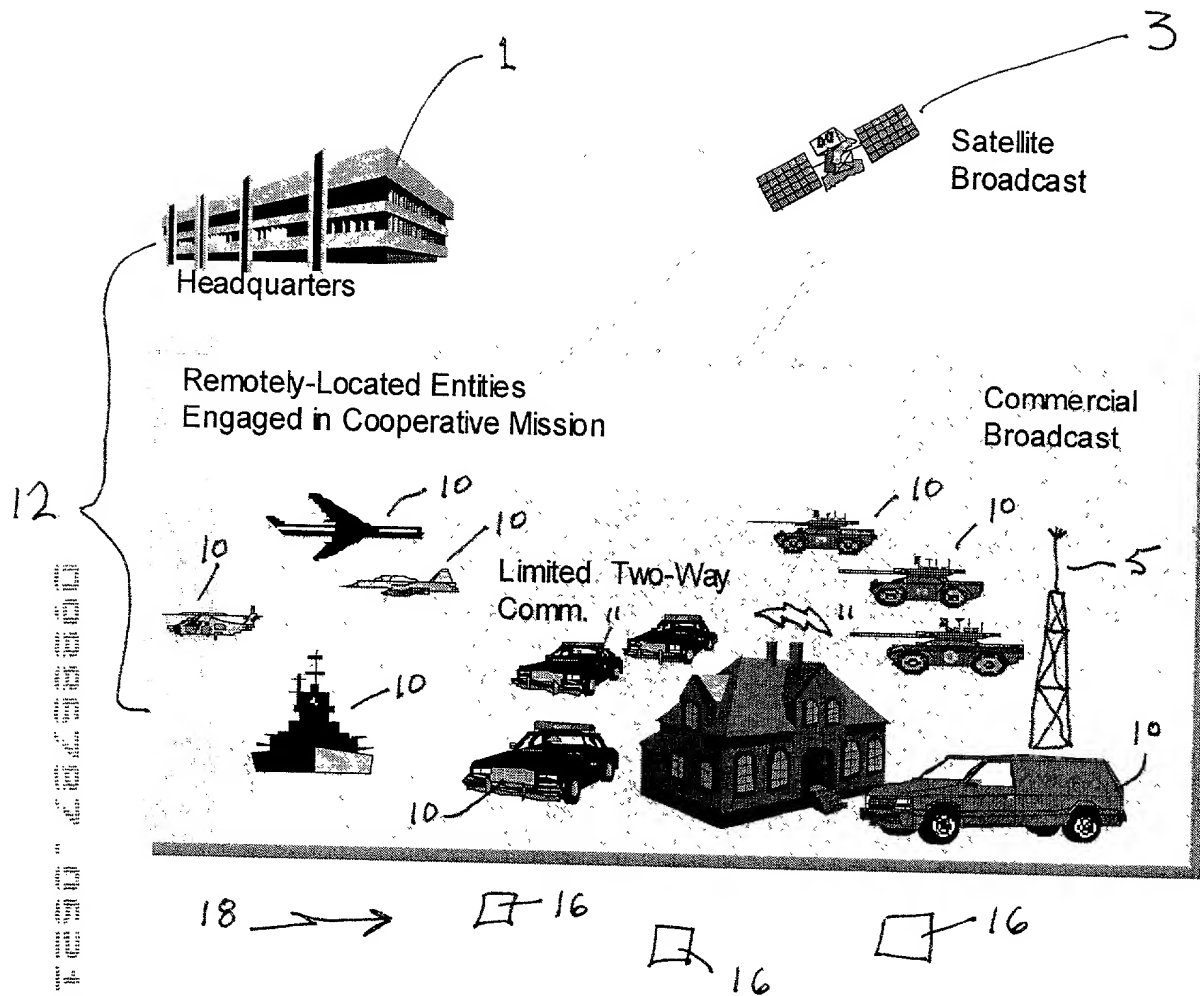 1
3
Satellite
Broadcast
Headquarters
Remotely-Located Entities
Engaged in Cooperative Mission
Commercial
Broadcast
12
10
10
10
10
10
Limited Two-Way
Comm.
5
11
11
10
10
10
18
16
16
16